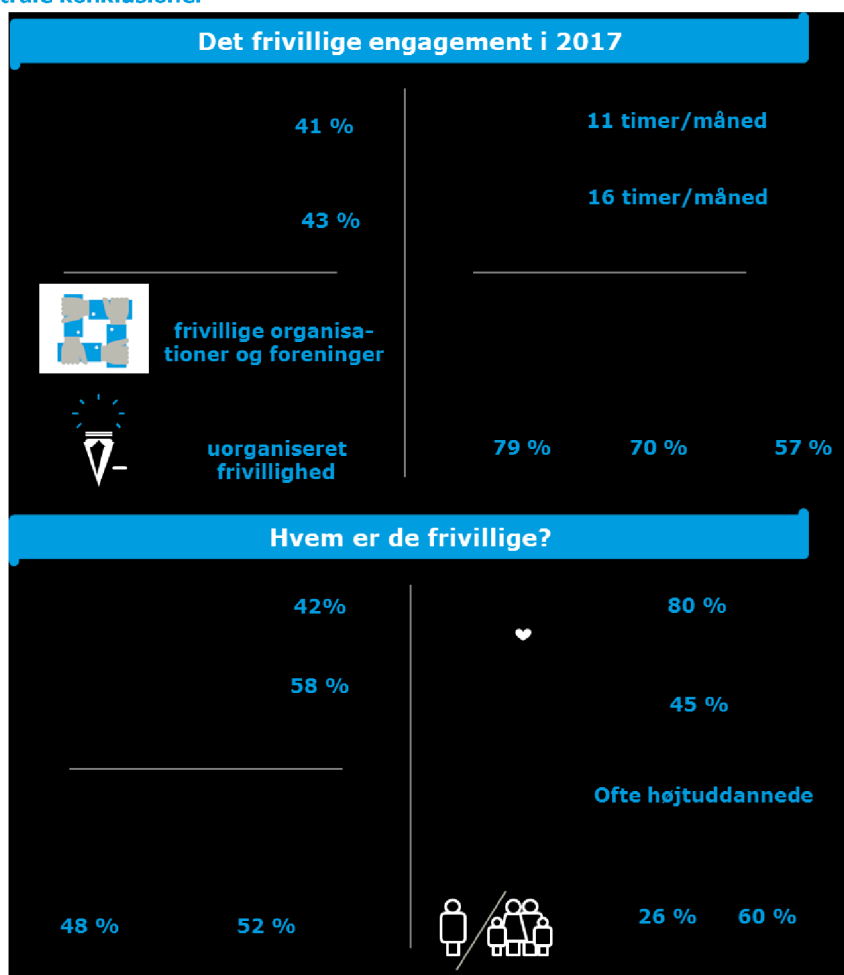 Det frivillige engagement i 2017
41 %
43 %
11 timer/måned
16 timer/måned
frivillige organisa-
tioner og foreninger
uorganiseret
frivillighed
79 % 70 % 57 %
Hvem er de frivillige?
42%
58 %
48 % 52 %
80 %
45 %
Ofte højtuddannede
26 % 60 %